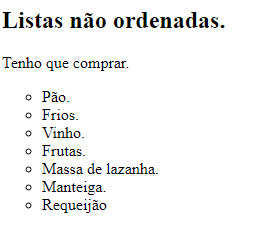 Listas não ordenadas.
Tenho que comprar.
Pão.
Frios.
Vinho.
Frutas.
Massa de lazanha.
Manteiga.
Requeijão